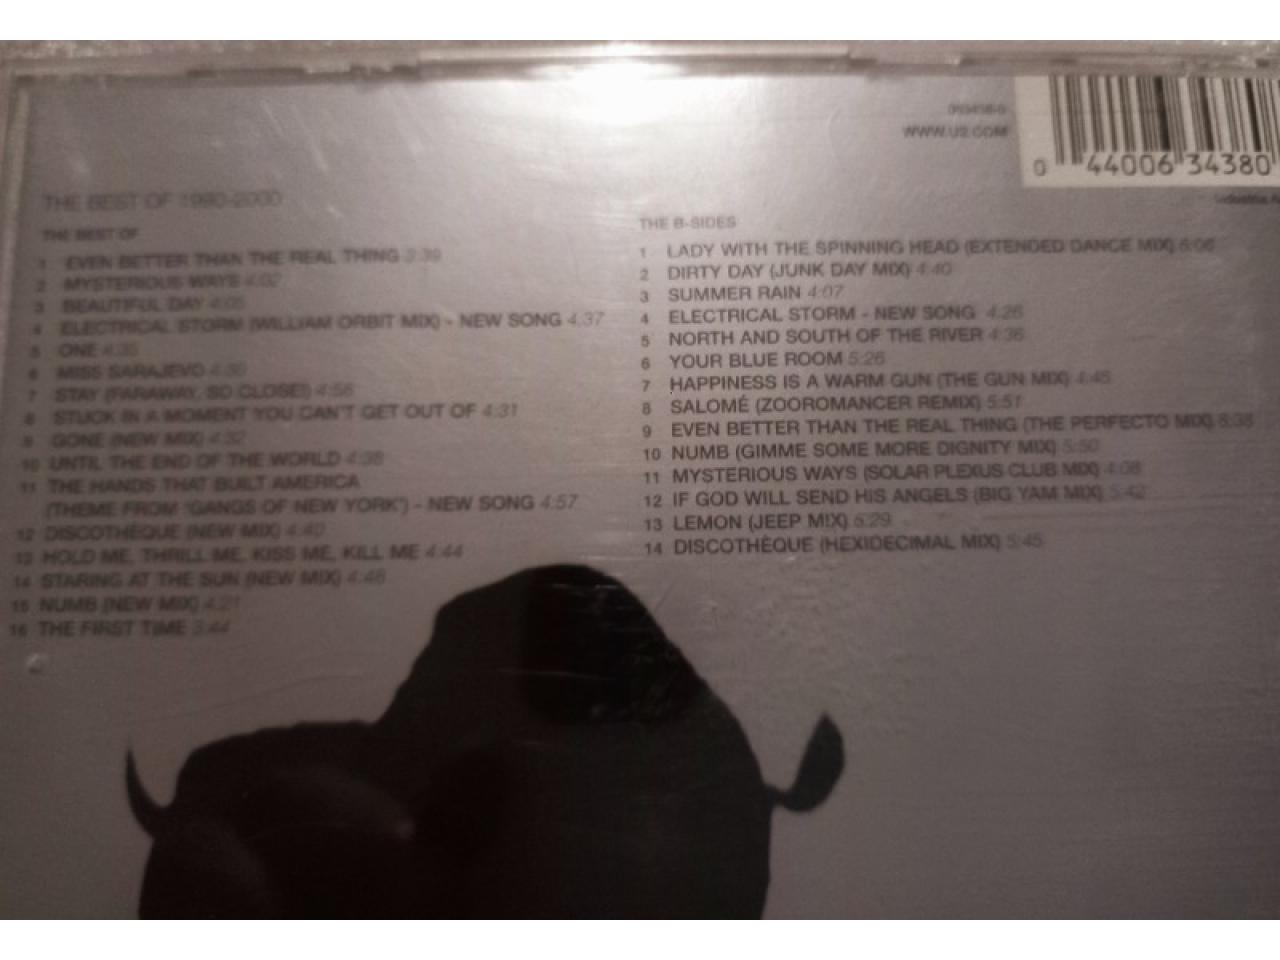 WWW.U2.COM
0 44006 34380
THE BEST OF 1990-2000
THE BEST OF
1 EVEN BETTER THAN THE REAL THING 3:39
2 MYSTERIOUS WAYS 4:02
3 BEAUTIFUL DAY 4:05
4 ELECTRICAL STORM (WILLIAM ORBIT MIX) - NEW SONG 4:37
5 ONE 4:35
6 MISS SARAJEVO 4:30
7 STAY (FARAWAY, SO CLOSE!) 4:58
8 STUCK IN A MOMENT YOU CAN'T GET OUT OF 4:31
9 GONE (NEW MIX) 4:32
10 UNTIL THE END OF THE WORLD 4:38
11 THE HANDS THAT BUILT AMERICA
(THEME FROM 'GANGS OF NEW YORK') - NEW SONG 4:57
12 DISCOTHÈQUE (NEW MIX) 4:40
13 HOLD ME, THRILL ME, KISS ME, KILL ME 4:44
14 STARING AT THE SUN (NEW MIX) 4:48
15 NUMB (NEW MIX) 4:21
16 THE FIRST TIME 3:44
THE B-SIDES
1 LADY WITH THE SPINNING HEAD (EXTENDED DANCE MIX) 6:06
2 DIRTY DAY (JUNK DAY MIX) 4:40
3 SUMMER RAIN 4:07
4 ELECTRICAL STORM - NEW SONG 4:26
5 NORTH AND SOUTH OF THE RIVER 4:36
6 YOUR BLUE ROOM 5:26
7 HAPPINESS IS A WARM GUN (THE GUN MIX) 4:45
8 SALOMÉ (ZOOROMANCER REMIX) 5:51
9 EVEN BETTER THAN THE REAL THING (THE PERFECTO MIX) 6:38
10 NUMB (GIMME SOME MORE DIGNITY MIX) 5:50
11 MYSTERIOUS WAYS (SOLAR PLEXUS CLUB MIX) 4:08
12 IF GOD WILL SEND HIS ANGELS (BIG YAM MIX) 5:42
13 LEMON (JEEP MIX) 5:29
14 DISCOTHÈQUE (HEXIDECIMAL MIX) 5:45